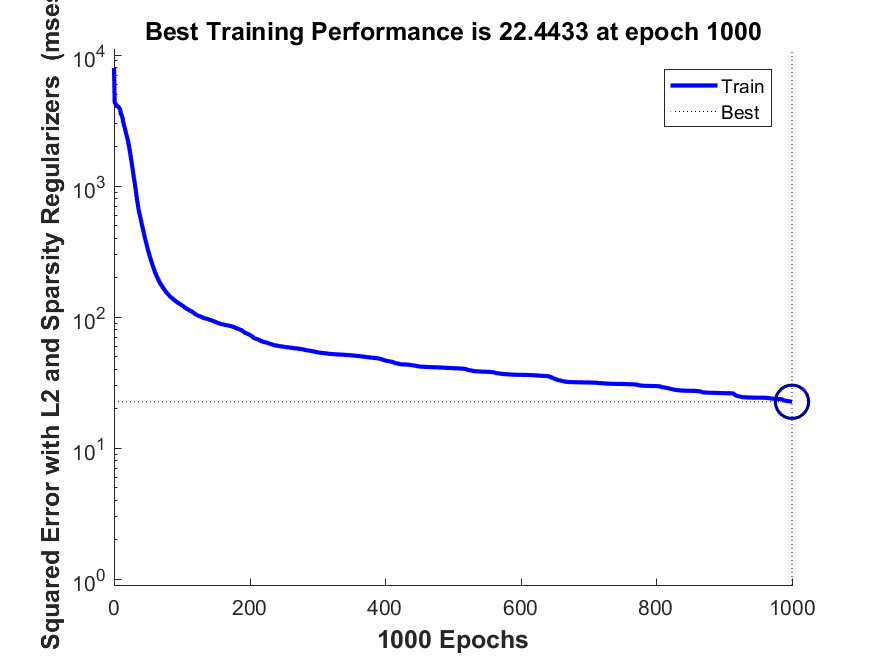 Best Training Performance is 22.4433 at epoch 1000
Squared Error with L2 and Sparsity Regularizers (mses
10^4
10^3
10^2
10^1
10^0
Train
Best
0 200 400 600 800 1000
1000 Epochs